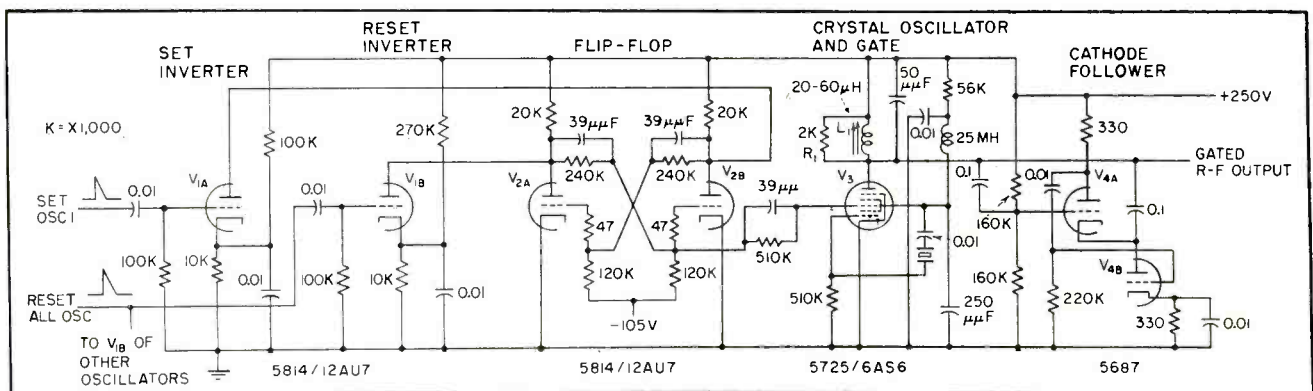 SET
INVERTER
RESET
INVERTER
FLIP-FLOP
CRYSTAL OSCILLATOR
AND GATE
CATHODE
FOLLOWER
K = X1,000
100K
270K
20K
39μμF
240K
39μμF
240K
20K
20-60μH
2K
R1
L1
50
μμF
0.01
56K
25 MH
330
+250V
GATED
R-F OUTPUT
SET
OSC I
0.01
V1A
0.01
V1B
V2A
V2B
39μμ
V3
0.1
160K
0.01
V4A
0.1
100K
10K
0.01
100K
10K
0.01
47
120K
47
120K
510K
0.01
V4B
RESET
ALL OSC
-105V
510K
250
μμF
160K
220K
330
0.01
TO V1B OF
OTHER
OSCILLATORS
5814/12AU7
5814/12AU7
5725/6AS6
5687